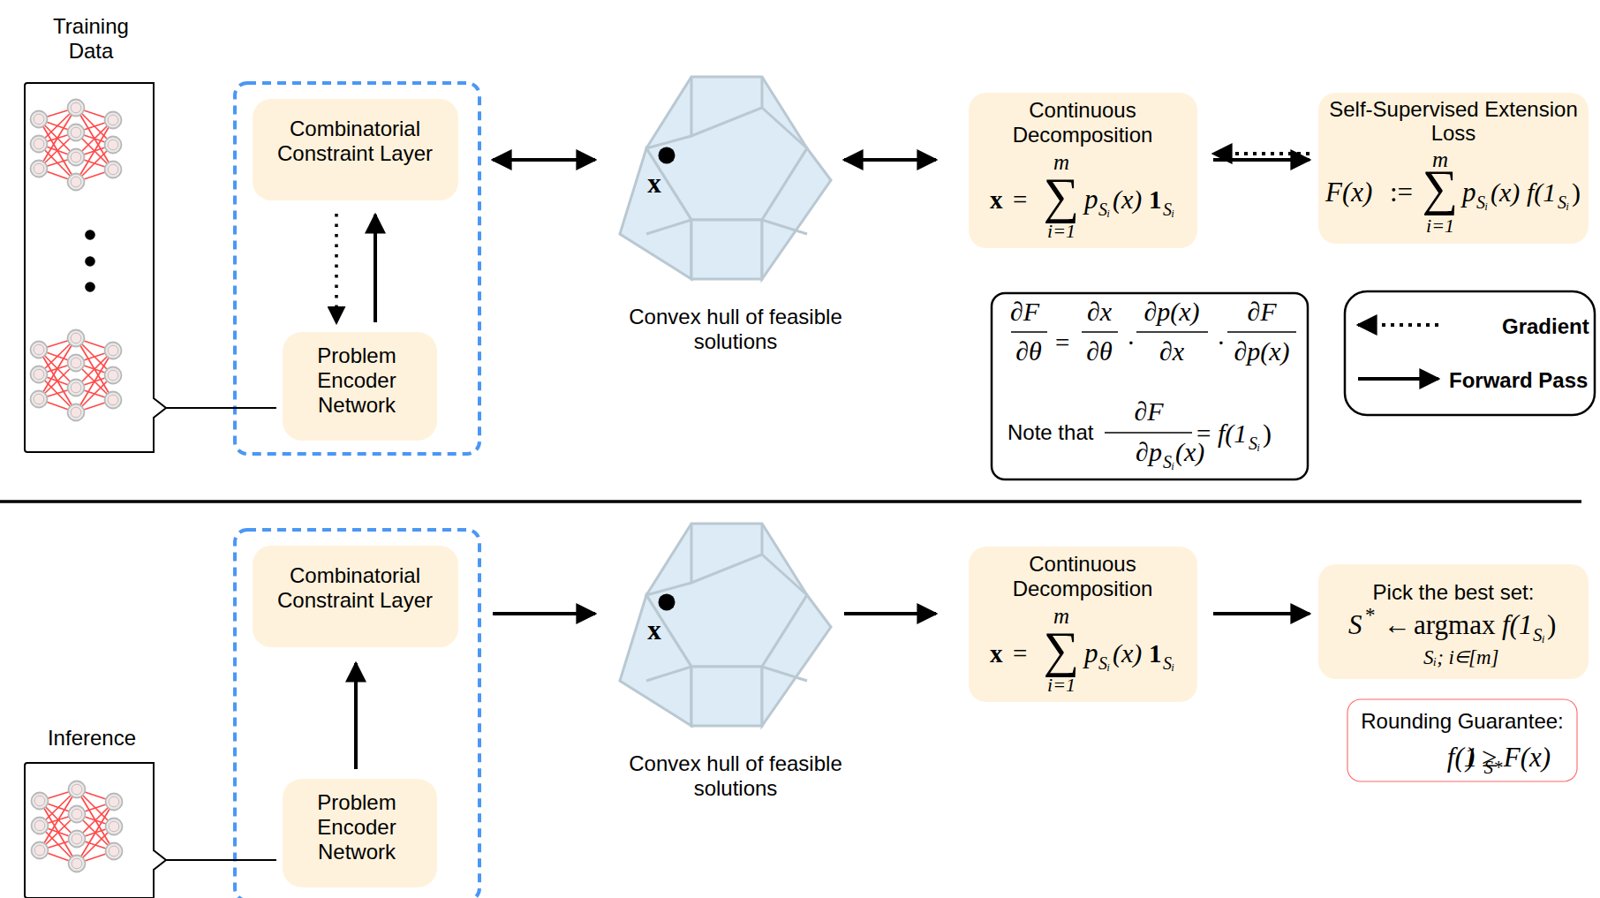 Training
Data
Combinatorial
Constraint Layer
Problem
Encoder
Network
x
Convex hull of feasible
solutions
Continuous
Decomposition
x = ∑_{i=1}^{m} p_{S_i}(x) 1_{S_i}
Self-Supervised Extension
Loss
F(x) := ∑_{i=1}^{m} p_{S_i}(x) f(1_{S_i})
∂F/∂θ = ∂x/∂θ · ∂p(x)/∂x · ∂F/∂p(x)
Note that ∂F/∂p_{S_i}(x) = f(1_{S_i})
Gradient
Forward Pass
Inference
Combinatorial
Constraint Layer
Problem
Encoder
Network
x
Convex hull of feasible
solutions
Continuous
Decomposition
x = ∑_{i=1}^{m} p_{S_i}(x) 1_{S_i}
Pick the best set:
S* ← argmax f(1_{S_i})
S_i; i∈[m]
Rounding Guarantee:
f(1_{S*}) ≥ F(x)